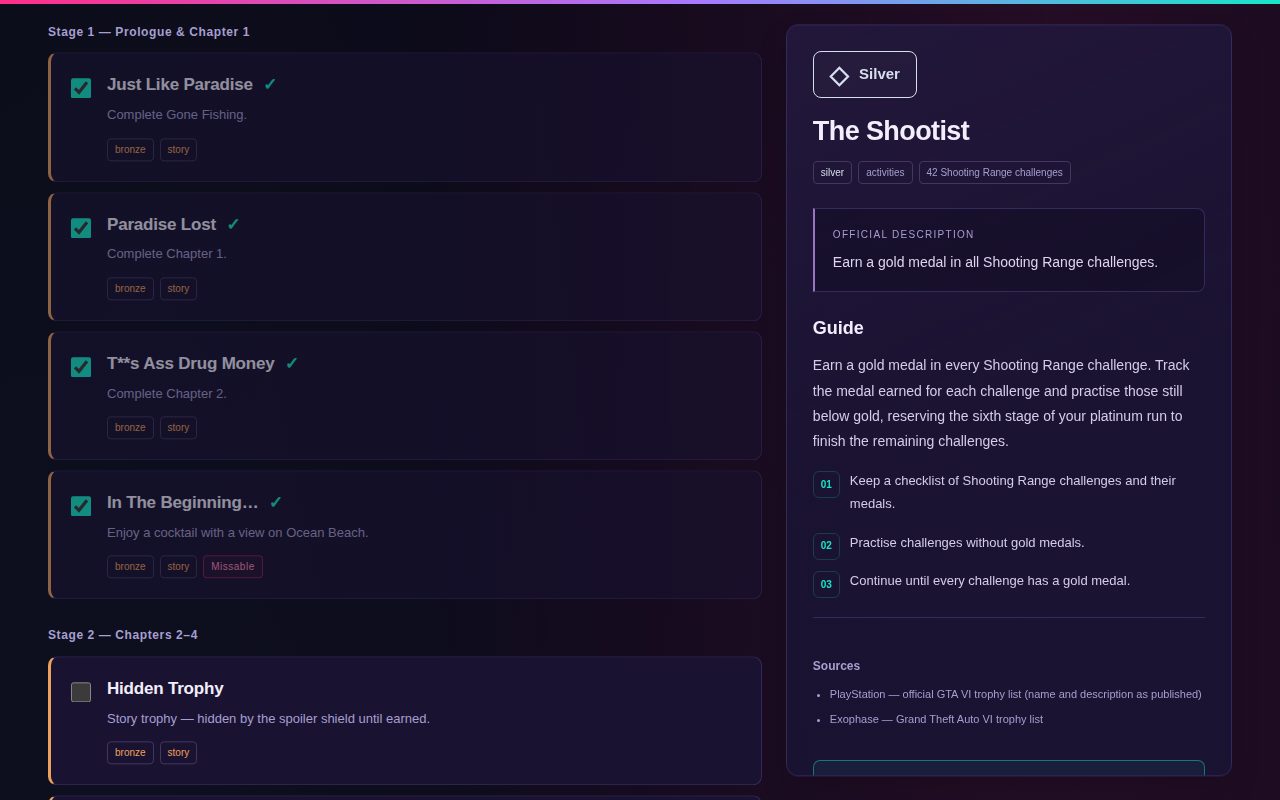 Stage 1 — Prologue & Chapter 1
Just Like Paradise ✓
Complete Gone Fishing.
bronze story
Paradise Lost ✓
Complete Chapter 1.
bronze story
T**s Ass Drug Money ✓
Complete Chapter 2.
bronze story
In The Beginning… ✓
Enjoy a cocktail with a view on Ocean Beach.
bronze story Missable
Stage 2 — Chapters 2–4
Hidden Trophy
Story trophy — hidden by the spoiler shield until earned.
bronze story
Silver
The Shootist
silver activities 42 Shooting Range challenges
OFFICIAL DESCRIPTION
Earn a gold medal in all Shooting Range challenges.
Guide
Earn a gold medal in every Shooting Range challenge. Track
the medal earned for each challenge and practise those still
below gold, reserving the sixth stage of your platinum run to
finish the remaining challenges.
01 Keep a checklist of Shooting Range challenges and their
medals.
02 Practise challenges without gold medals.
03 Continue until every challenge has a gold medal.
Sources
• PlayStation — official GTA VI trophy list (name and description as published)
• Exophase — Grand Theft Auto VI trophy list